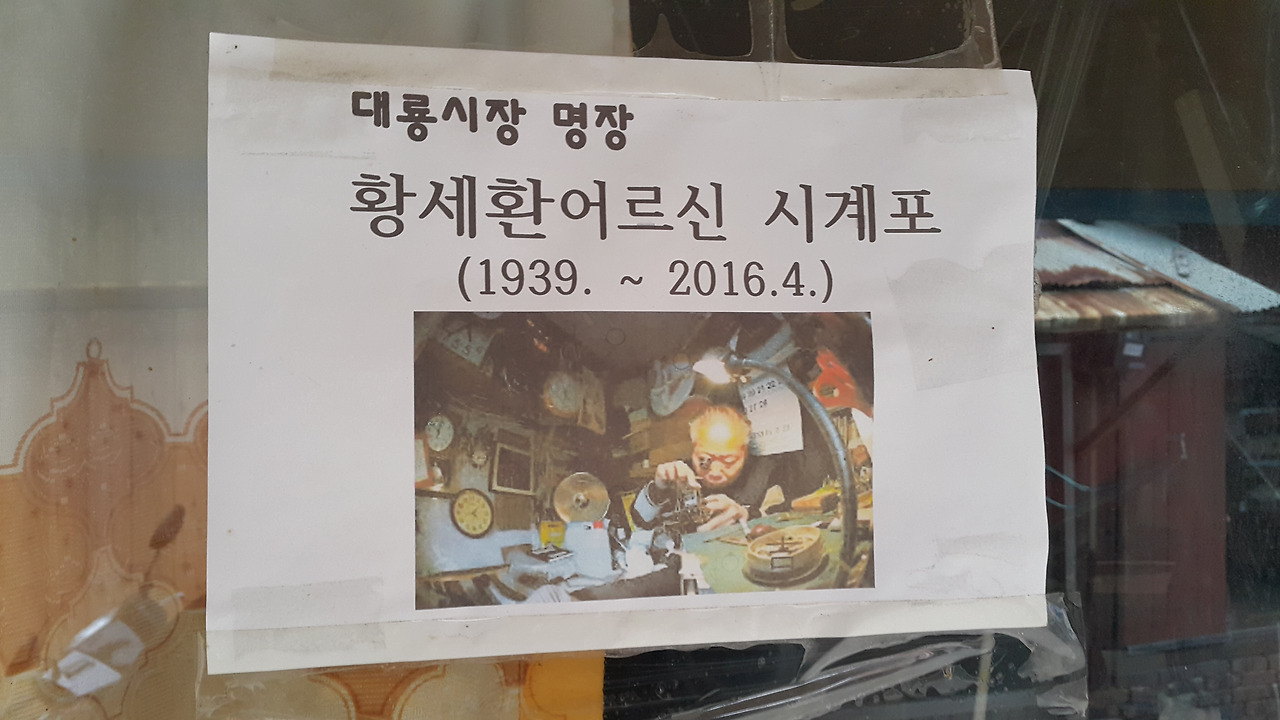 대룡시장 명장
황세환어르신 시계포
(1939. ~ 2016.4.)